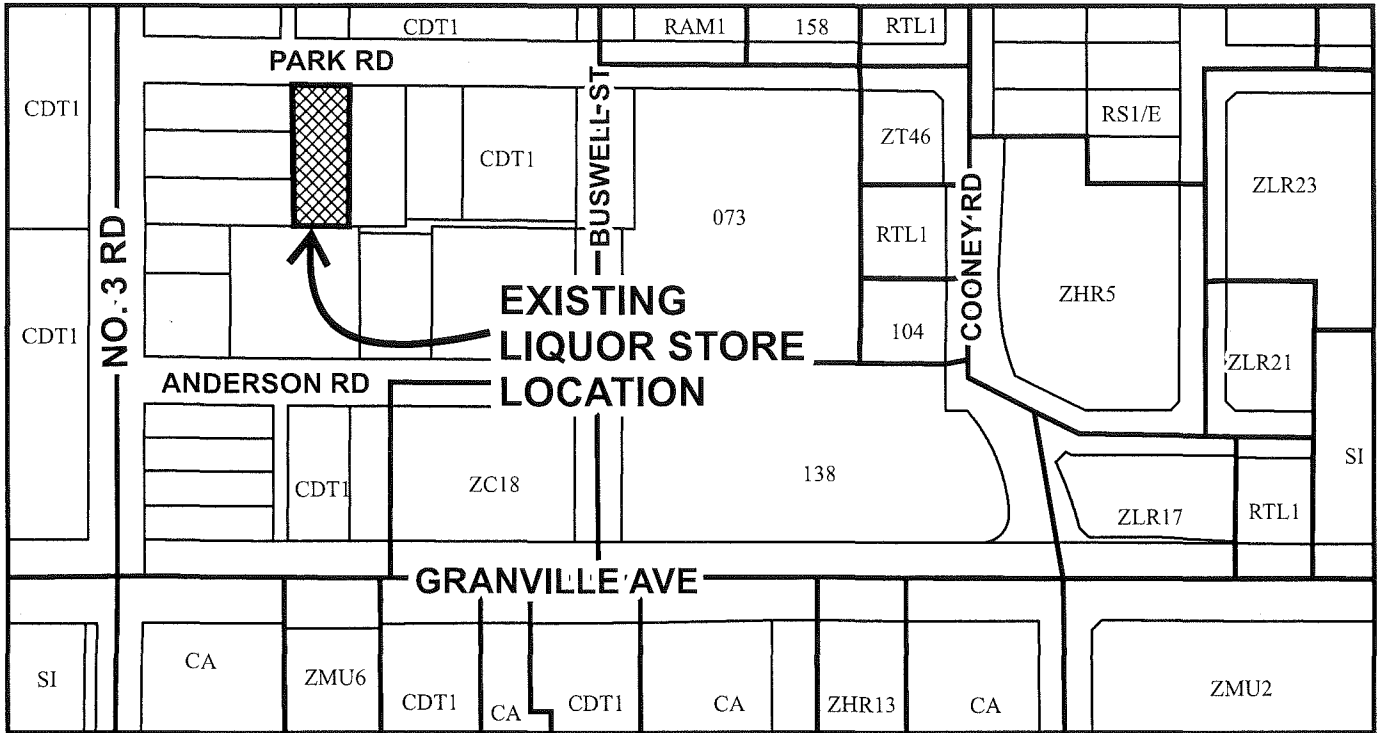 CDT1
RAM1
158
RTL1
PARK RD
CDT1
BUSWELL ST
RS1/E
CDT1
ZT46
ZLR23
073
NO. 3 RD
RTL1
COONEY RD
ZHR5
EXISTING
LIQUOR STORE
LOCATION
CDT1
104
ZLR21
ANDERSON RD
CDT1
ZC18
138
SI
ZLR17
RTL1
GRANVILLE AVE
SI
CA
ZMU6
CDT1
CA
CDT1
CA
ZHR13
CA
ZMU2